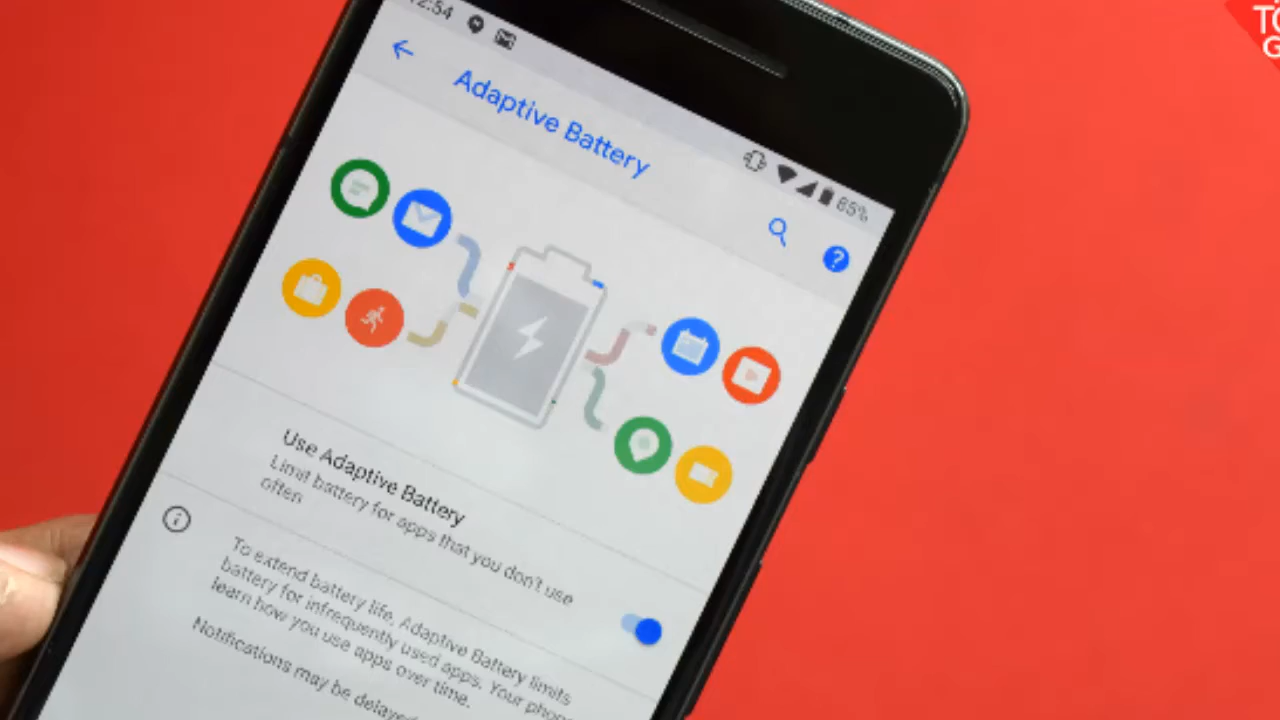 2:54
Adaptive Battery
85%
Use Adaptive Battery
Limit battery for apps that you don't use
often
To extend battery life, Adaptive Battery limits
battery for infrequently used apps. Your phone
learn how you use apps over time.
Notifications may be delayed